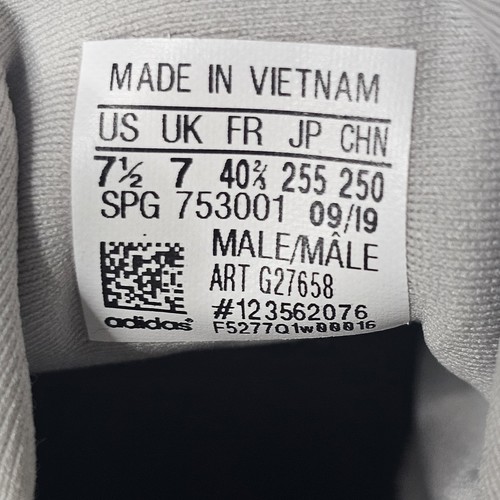 MADE IN VIETNAM
US UK FR JP CHN
7½ 7 40⅔ 255 250
SPG 753001 09/19
MALE/MÂLE
ART G27658
#123562076
adidas F5277Q1w00016